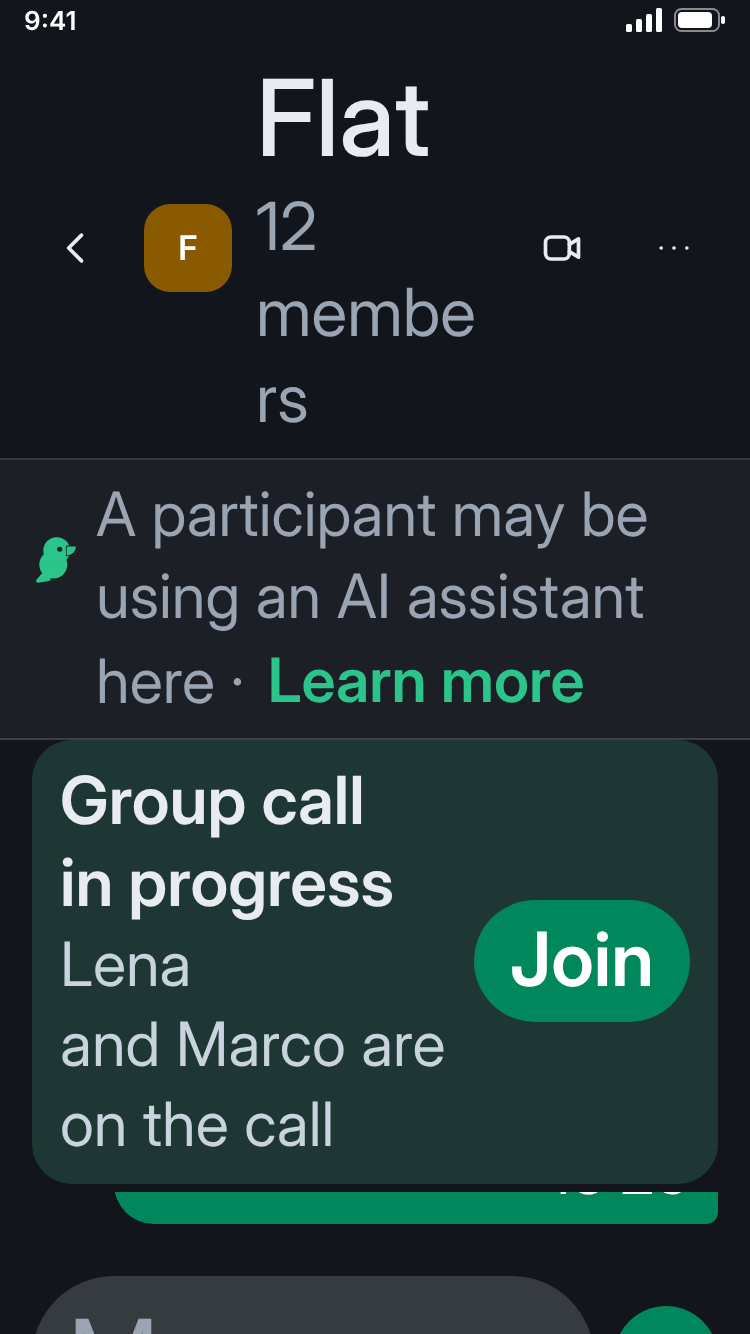 9:41
Flat
F
12
membe
rs
A participant may be
using an AI assistant
here · Learn more
Group call
in progress
Lena
and Marco are
on the call
Join